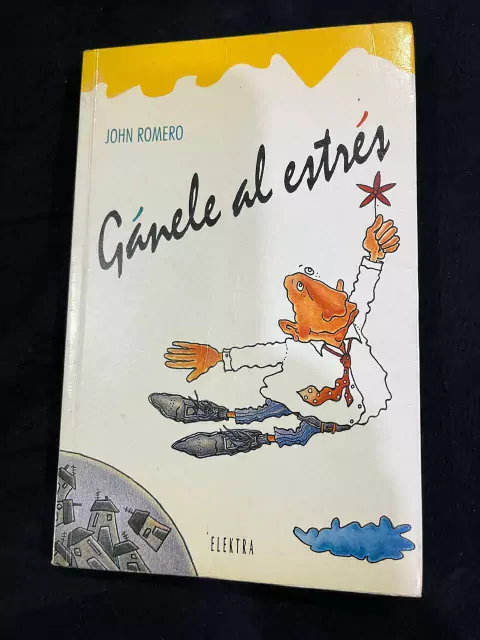 JOHN ROMERO
Gánele al estrés
ELEKTRA